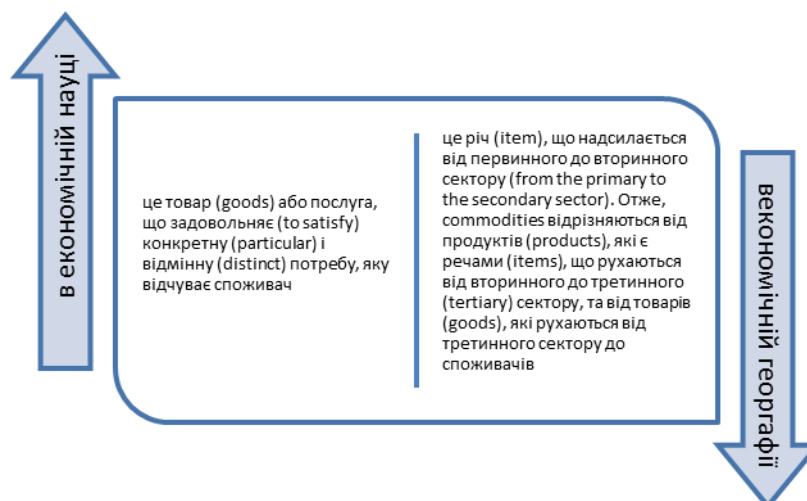 в економічній науці
це товар (goods) або послуга,
що задовольняє (to satisfy)
конкретну (particular) і
відмінну (distinct) потребу, яку
відчуває споживач
це річ (item), що надсилається
від первинного до вторинного
сектору (from the primary to
the secondary sector). Отже,
commodities відрізняються від
продуктів (products), які є
речами (items), що рухаються
від вторинного до третинного
(tertiary) сектору, та від товарів
(goods), які рухаються від
третинного сектору до
споживачів
векономічній георгафії